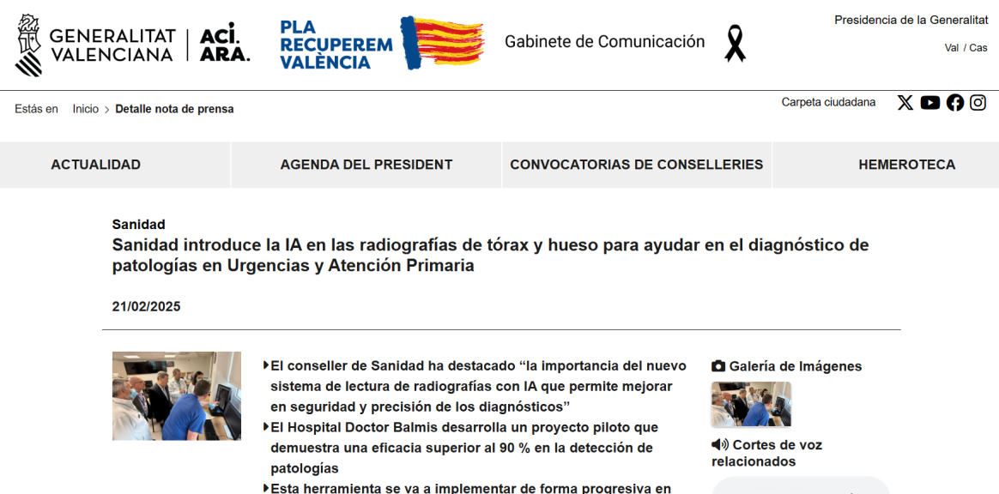 GENERALITAT
VALENCIANA
ACÍ.
ARA.
PLA
RECUPEREM
VALÈNCIA
Gabinete de Comunicación
Presidencia de la Generalitat
Val / Cas
Estás en Inicio > Detalle nota de prensa
Carpeta ciudadana
ACTUALIDAD
AGENDA DEL PRESIDENT
CONVOCATORIAS DE CONSELLERIES
HEMEROTECA
Sanidad
Sanidad introduce la IA en las radiografías de tórax y hueso para ayudar en el diagnóstico de
patologías en Urgencias y Atención Primaria
21/02/2025
El conseller de Sanidad ha destacado “la importancia del nuevo
sistema de lectura de radiografías con IA que permite mejorar
en seguridad y precisión de los diagnósticos”
El Hospital Doctor Balmis desarrolla un proyecto piloto que
demuestra una eficacia superior al 90 % en la detección de
patologías
Esta herramienta se va a implementar de forma progresiva en
Galería de Imágenes
Cortes de voz
relacionados